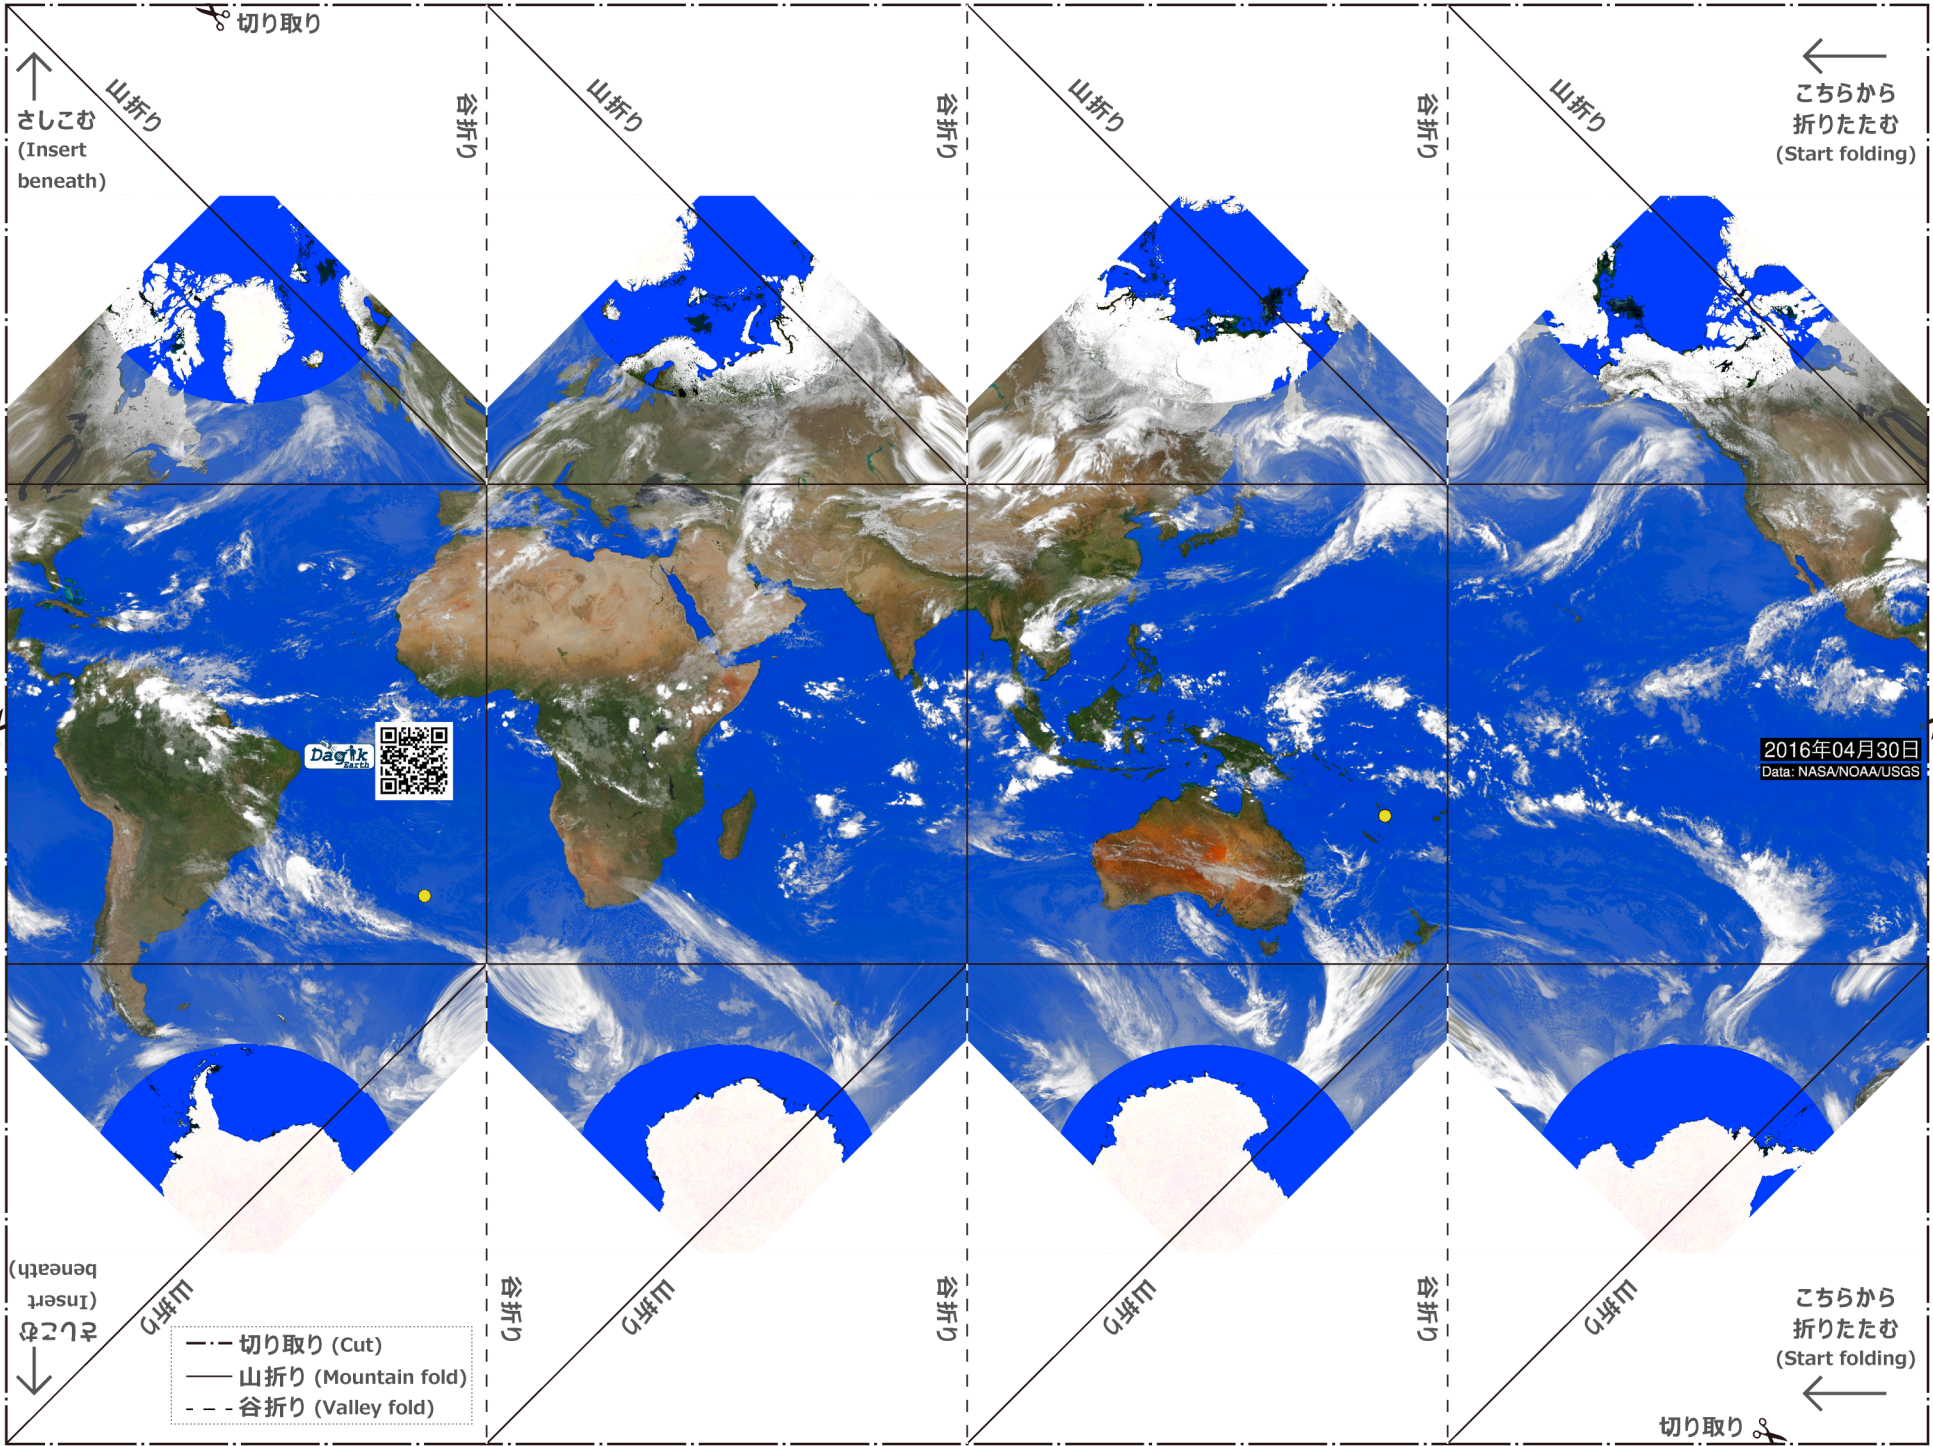 切り取り
山折り
谷折り
山折り
谷折り
山折り
谷折り
山折り
さしこむ
(Insert
beneath)
こちらから
折りたたむ
(Start folding)
Dagik
Earth
2016年04月30日
Data: NASA/NOAA/USGS
さしこむ
(Insert
beneath)
山折り
谷折り
山折り
谷折り
山折り
谷折り
山折り
こちらから
折りたたむ
(Start folding)
切り取り (Cut)
山折り (Mountain fold)
谷折り (Valley fold)
切り取り